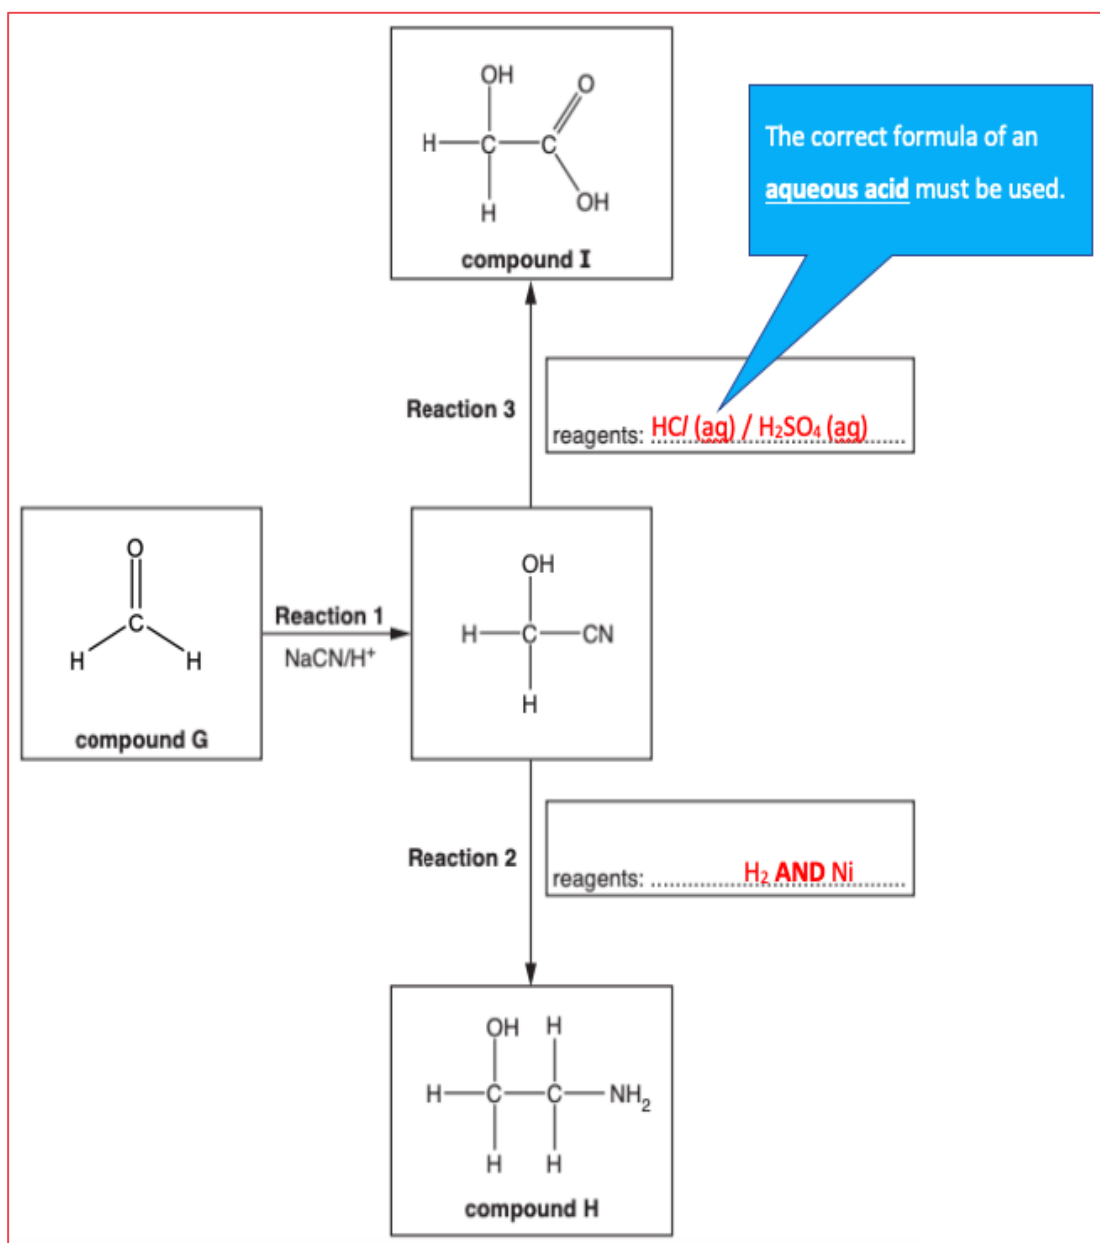 OH
O
H
C
C
OH
H
compound I
The correct formula of an
aqueous acid must be used.
Reaction 3
reagents: HCl (aq) / H₂SO₄ (aq)
O
C
H
H
compound G
Reaction 1
NaCN/H⁺
OH
H
C
CN
H
Reaction 2
reagents: H₂ AND Ni
OH H
H
C
C
NH₂
H H
compound H